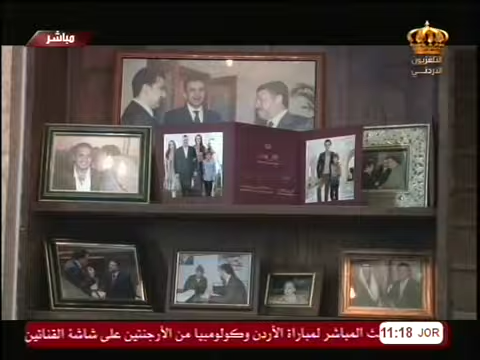 مباشر
التلفزيون
الأردني
ث المباشر لمباراة الأردن وكولومبيا من الأرجنتين على شاشة القناتين
11:18 JOR